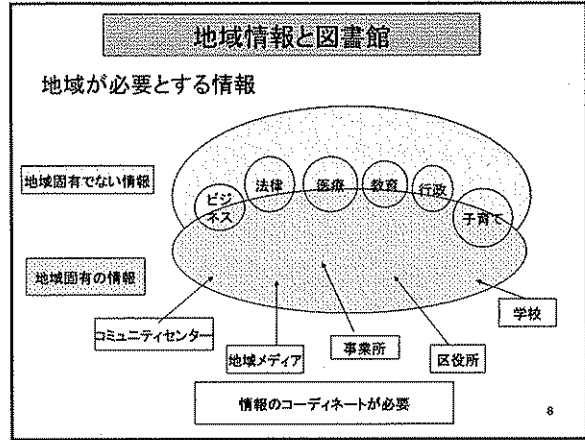 地域情報と図書館
地域が必要とする情報
地域固有でない情報
ビジ
ネス
法律
医療
教育
行政
子育て
地域固有の情報
コミュニティセンター
地域メディア
事業所
区役所
学校
情報のコーディネートが必要
8